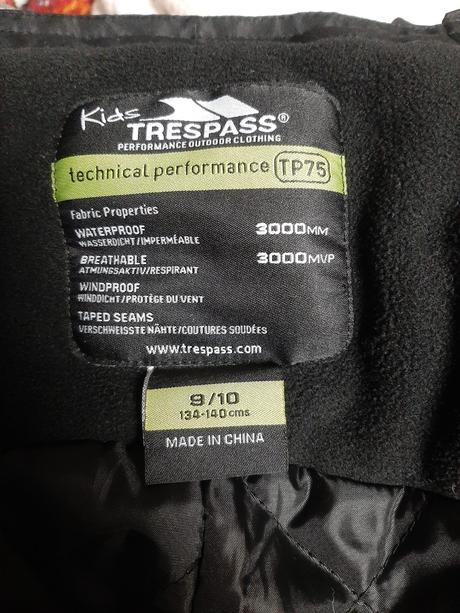 Kids
TRESPASS®
PERFORMANCE OUTDOOR CLOTHING
technical performance TP75
Fabric Properties
WATERPROOF 3000MM
WASSERDICHT/IMPERMÉABLE
BREATHABLE 3000MVP
ATMUNGSAKTIV/RESPIRANT
WINDPROOF
WINDDICHT/PROTÈGE DU VENT
TAPED SEAMS
VERSCHWEISSTE NÄHTE/COUTURES SOUDÉES
www.trespass.com
9/10
134-140 cms
MADE IN CHINA